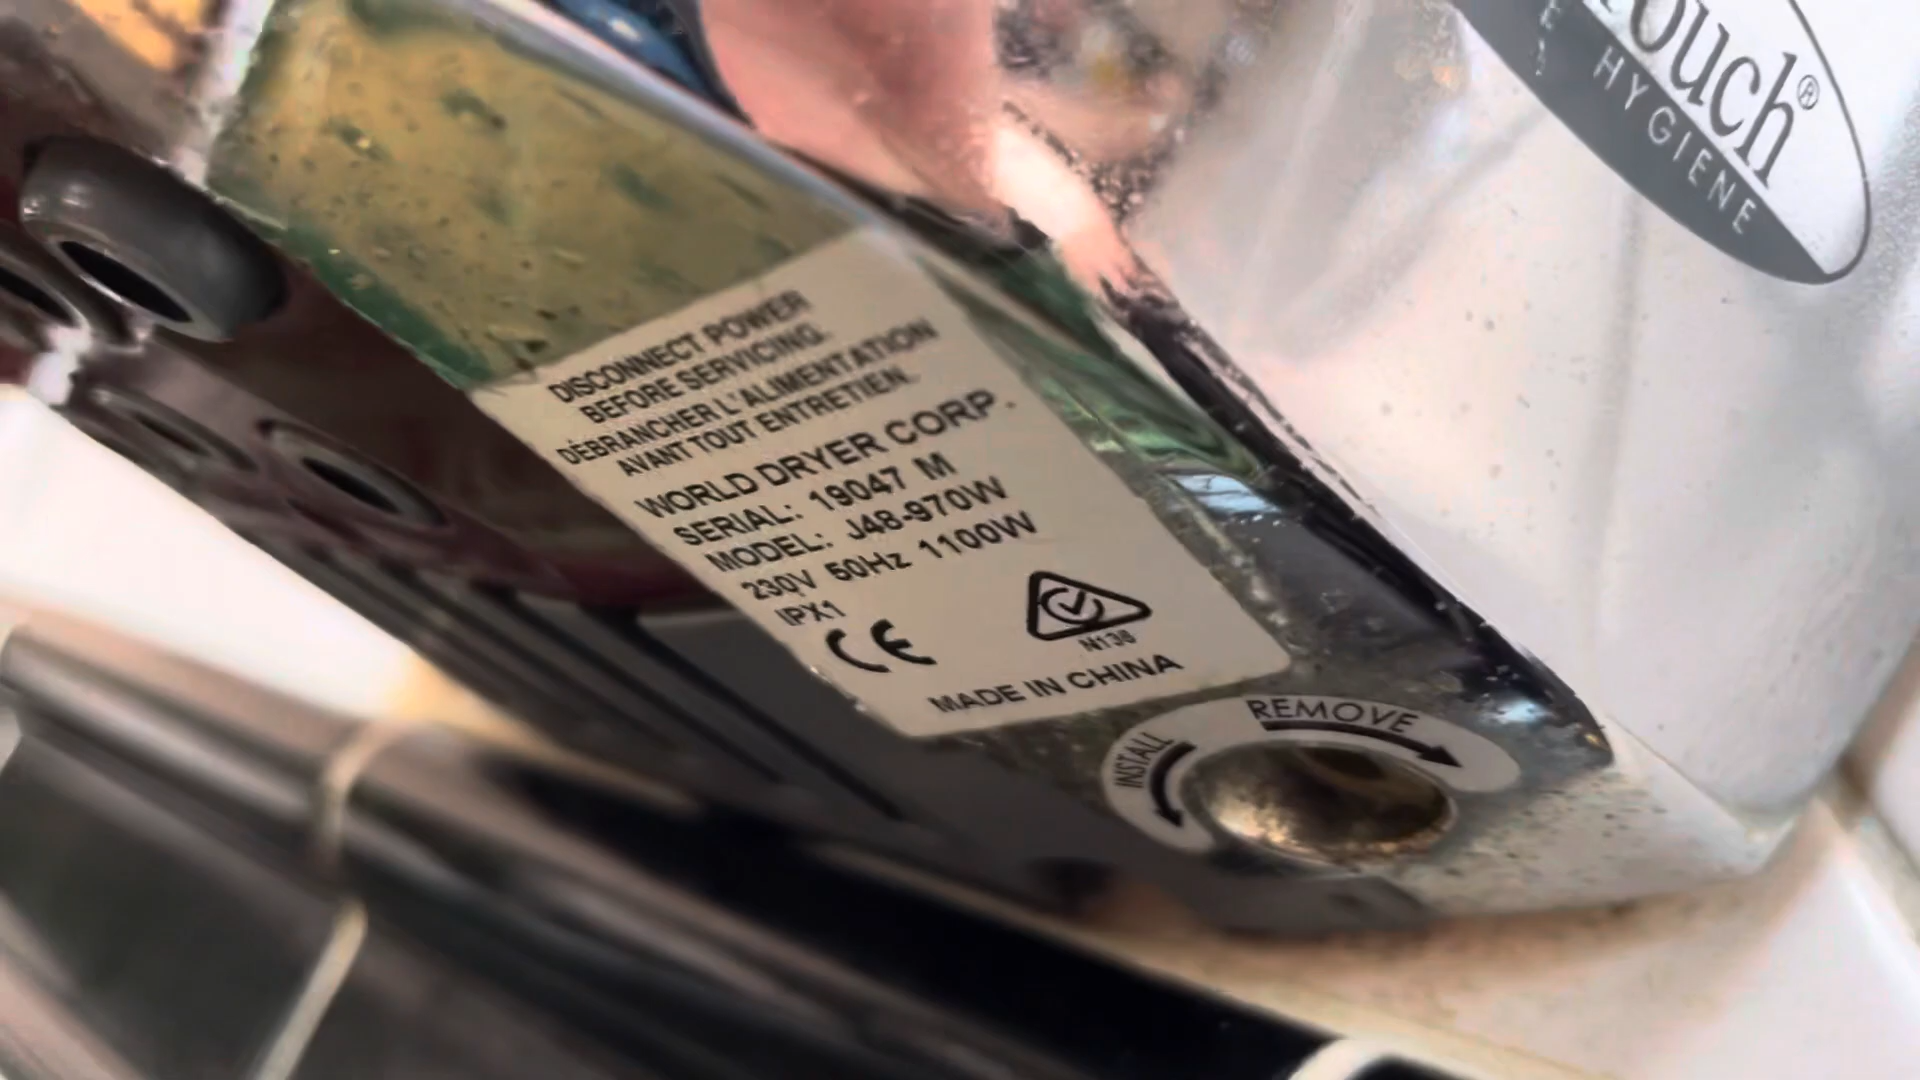 ouch®
HYGIENE
DISCONNECT POWER
BEFORE SERVICING.
DÉBRANCHER L'ALIMENTATION
AVANT TOUT ENTRETIEN.
WORLD DRYER CORP.
SERIAL: 19047 M
MODEL: J48-970W
230V 50Hz 1100W
IPX1
CE
N138
MADE IN CHINA
REMOVE
INSTALL